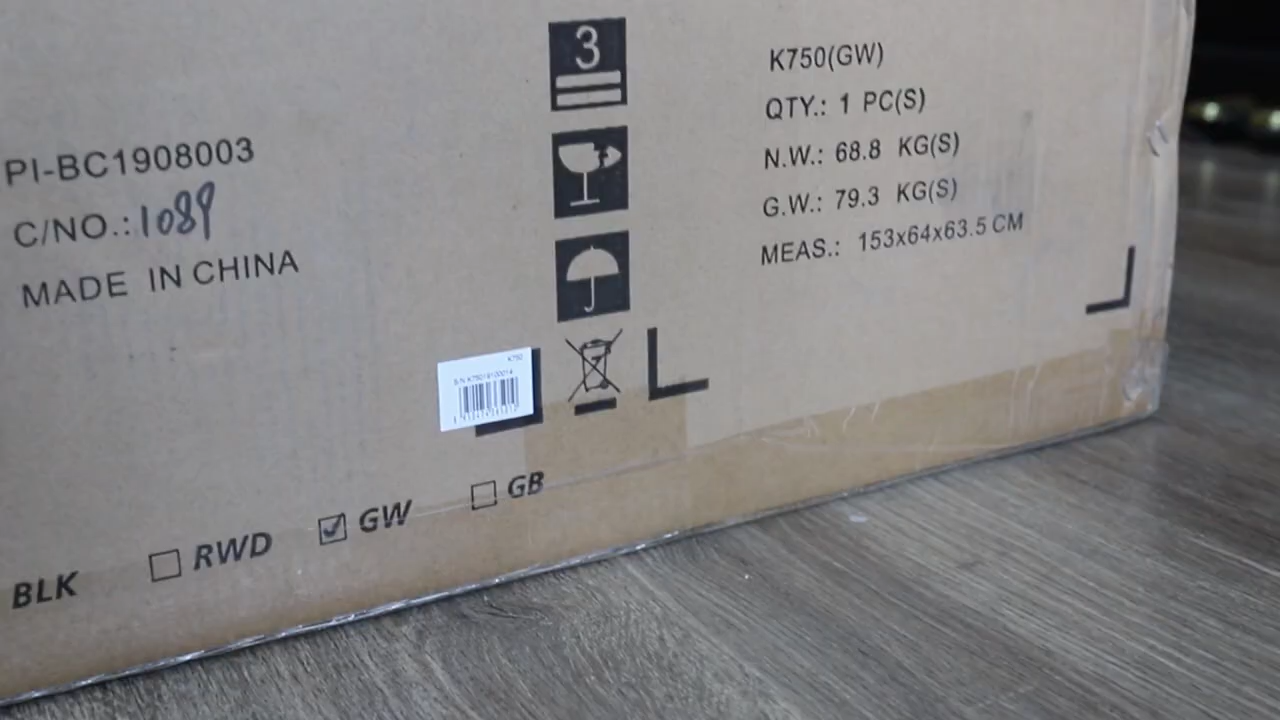 PI-BC1908003
C/NO.: 1089
MADE IN CHINA
3
K750(GW)
QTY.: 1 PC(S)
N.W.: 68.8 KG(S)
G.W.: 79.3 KG(S)
MEAS.: 153x64x63.5 CM
K750
BLK
RWD
GW
GB